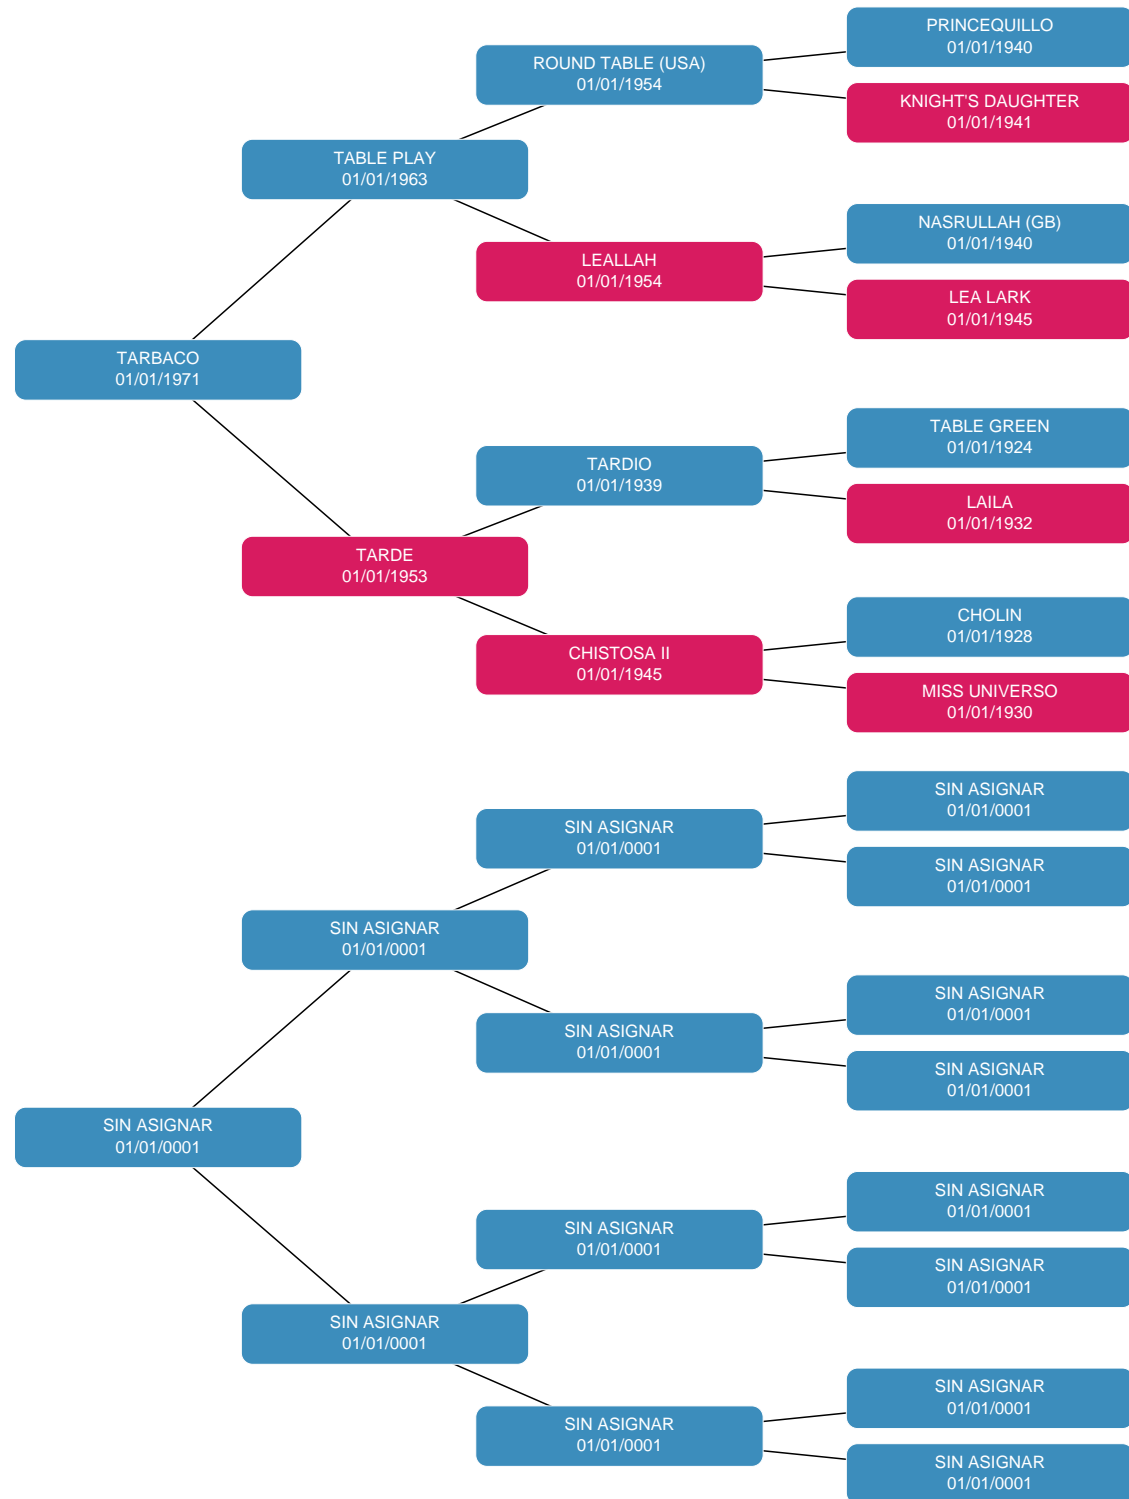 PRINCEQUILLO
01/01/1940
ROUND TABLE (USA)
01/01/1954
KNIGHT'S DAUGHTER
01/01/1941
TABLE PLAY
01/01/1963
NASRULLAH (GB)
01/01/1940
LEALLAH
01/01/1954
LEA LARK
01/01/1945
TARBACO
01/01/1971
TABLE GREEN
01/01/1924
TARDIO
01/01/1939
LAILA
01/01/1932
TARDE
01/01/1953
CHOLIN
01/01/1928
CHISTOSA II
01/01/1945
MISS UNIVERSO
01/01/1930
SIN ASIGNAR
01/01/0001
SIN ASIGNAR
01/01/0001
SIN ASIGNAR
01/01/0001
SIN ASIGNAR
01/01/0001
SIN ASIGNAR
01/01/0001
SIN ASIGNAR
01/01/0001
SIN ASIGNAR
01/01/0001
SIN ASIGNAR
01/01/0001
SIN ASIGNAR
01/01/0001
SIN ASIGNAR
01/01/0001
SIN ASIGNAR
01/01/0001
SIN ASIGNAR
01/01/0001
SIN ASIGNAR
01/01/0001
SIN ASIGNAR
01/01/0001
SIN ASIGNAR
01/01/0001